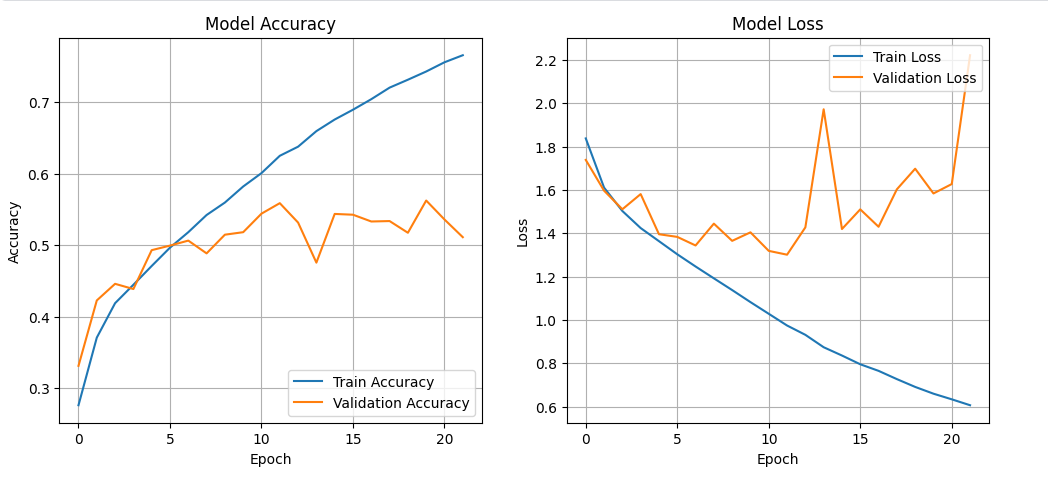 Model Accuracy
Accuracy
0.7
0.6
0.5
0.4
0.3
Train Accuracy
Validation Accuracy
0 5 10 15 20
Epoch
Model Loss
Loss
2.2
2.0
1.8
1.6
1.4
1.2
1.0
0.8
0.6
Train Loss
Validation Loss
0 5 10 15 20
Epoch